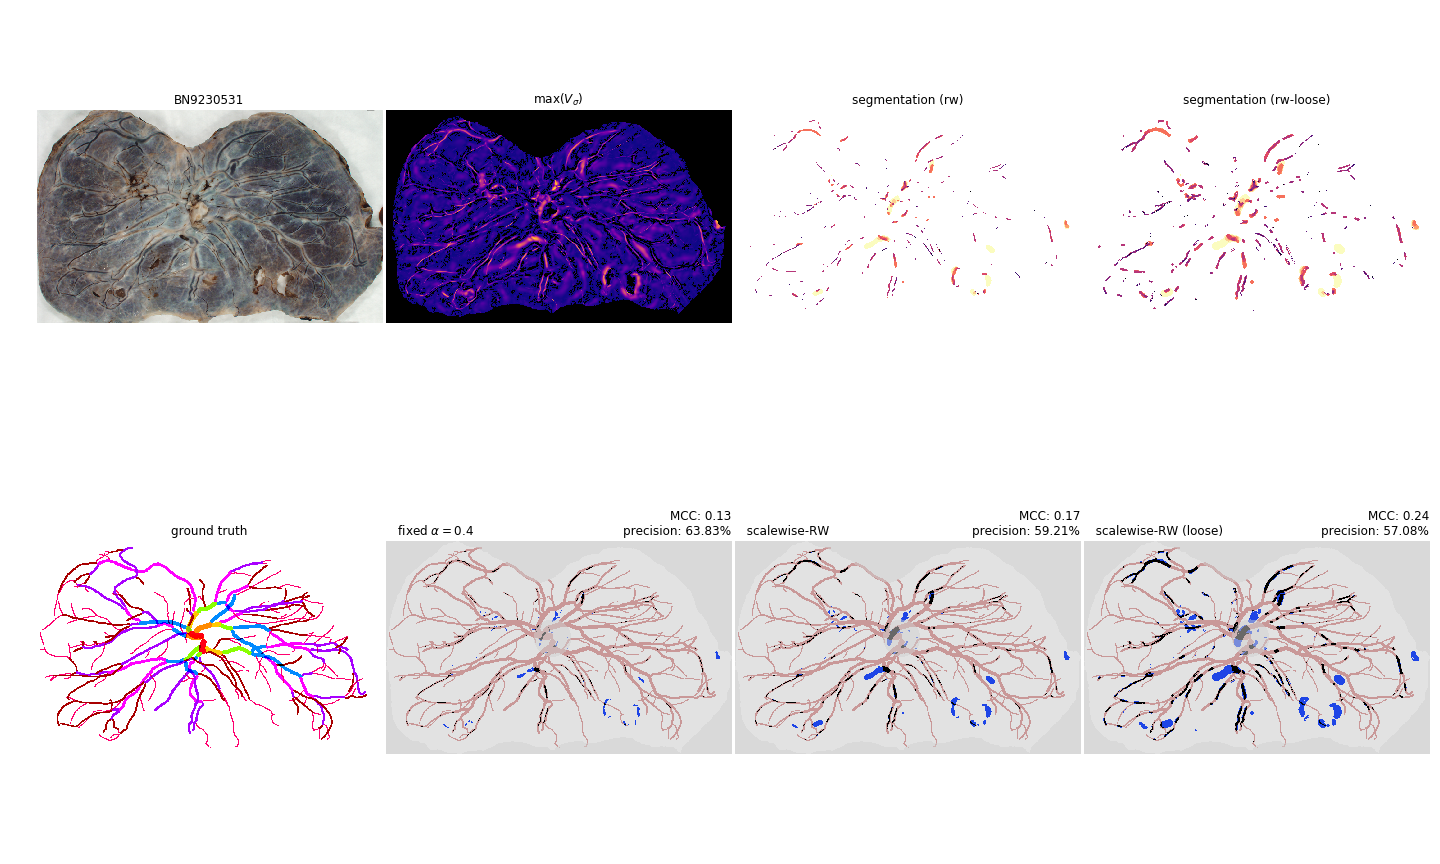 BN9230531
max(V_σ)
segmentation (rw)
segmentation (rw-loose)
ground truth
fixed α = 0.4
MCC: 0.13
precision: 63.83%
scalewise-RW
MCC: 0.17
precision: 59.21%
scalewise-RW (loose)
MCC: 0.24
precision: 57.08%